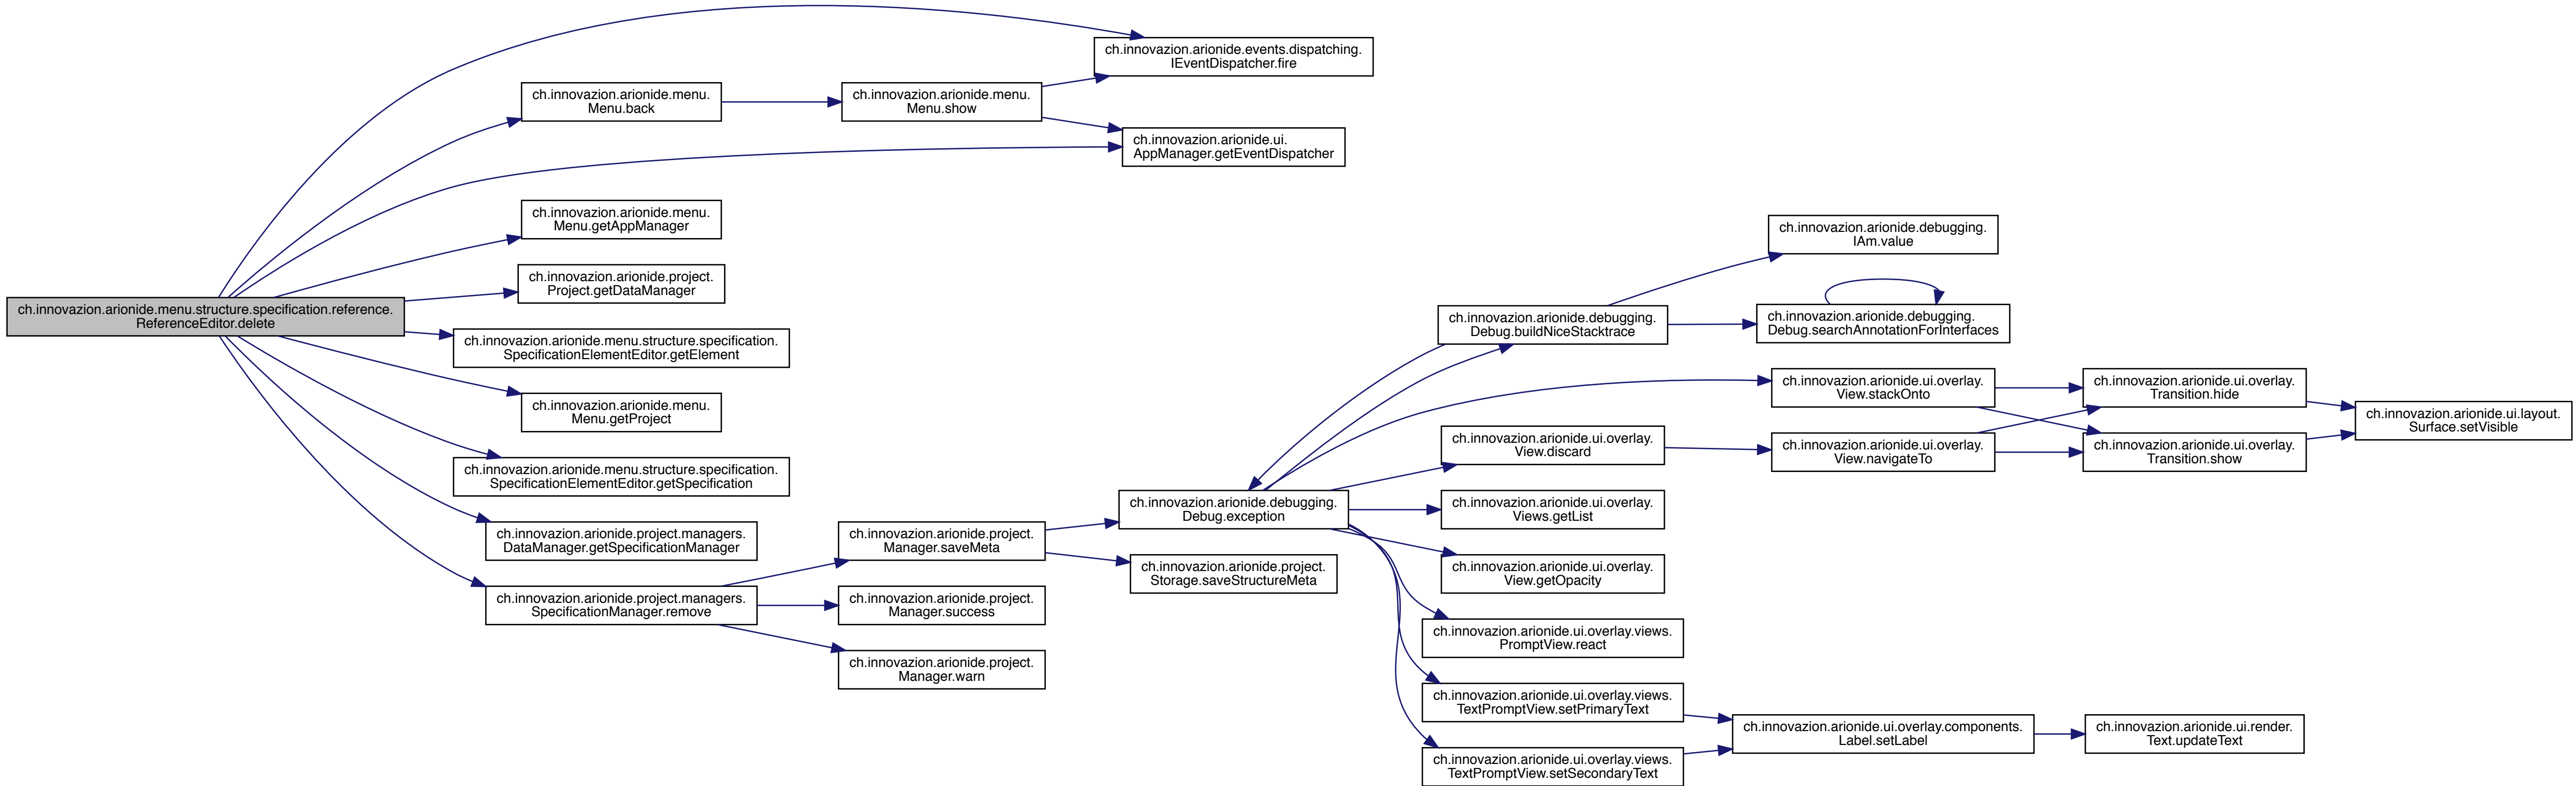 ch.innovazion.arionide.menu.structure.specification.reference.
ReferenceEditor.delete
ch.innovazion.arionide.events.dispatching.
IEventDispatcher.fire
ch.innovazion.arionide.menu.
Menu.back
ch.innovazion.arionide.menu.
Menu.show
ch.innovazion.arionide.ui.
AppManager.getEventDispatcher
ch.innovazion.arionide.menu.
Menu.getAppManager
ch.innovazion.arionide.project.
Project.getDataManager
ch.innovazion.arionide.menu.structure.specification.
SpecificationElementEditor.getElement
ch.innovazion.arionide.menu.
Menu.getProject
ch.innovazion.arionide.menu.structure.specification.
SpecificationElementEditor.getSpecification
ch.innovazion.arionide.project.managers.
DataManager.getSpecificationManager
ch.innovazion.arionide.project.managers.
SpecificationManager.remove
ch.innovazion.arionide.project.
Manager.saveMeta
ch.innovazion.arionide.project.
Manager.success
ch.innovazion.arionide.project.
Manager.warn
ch.innovazion.arionide.debugging.
Debug.exception
ch.innovazion.arionide.project.
Storage.saveStructureMeta
ch.innovazion.arionide.debugging.
Debug.buildNiceStacktrace
ch.innovazion.arionide.ui.overlay.
View.discard
ch.innovazion.arionide.ui.overlay.
Views.getList
ch.innovazion.arionide.ui.overlay.
View.getOpacity
ch.innovazion.arionide.ui.overlay.views.
PromptView.react
ch.innovazion.arionide.ui.overlay.views.
TextPromptView.setPrimaryText
ch.innovazion.arionide.ui.overlay.views.
TextPromptView.setSecondaryText
ch.innovazion.arionide.debugging.
IAm.value
ch.innovazion.arionide.debugging.
Debug.searchAnnotationForInterfaces
ch.innovazion.arionide.ui.overlay.
View.stackOnto
ch.innovazion.arionide.ui.overlay.
View.navigateTo
ch.innovazion.arionide.ui.overlay.components.
Label.setLabel
ch.innovazion.arionide.ui.overlay.
Transition.hide
ch.innovazion.arionide.ui.overlay.
Transition.show
ch.innovazion.arionide.ui.layout.
Surface.setVisible
ch.innovazion.arionide.ui.render.
Text.updateText